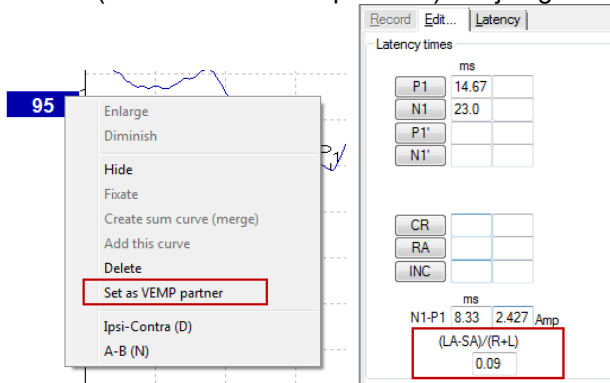 95
Enlarge
Diminish
Hide
Fixate
Create sum curve (merge)
Add this curve
Delete
Set as VEMP partner
Ipsi-Contra (D)
A-B (N)
P1
Record Edit... Latency
Latency times
ms
P1 14.67
N1 23.0
P1'
N1'
CR
RA
INC
ms
N1-P1 8.33 2.427 Amp
(LA-SA)/(R+L)
0.09